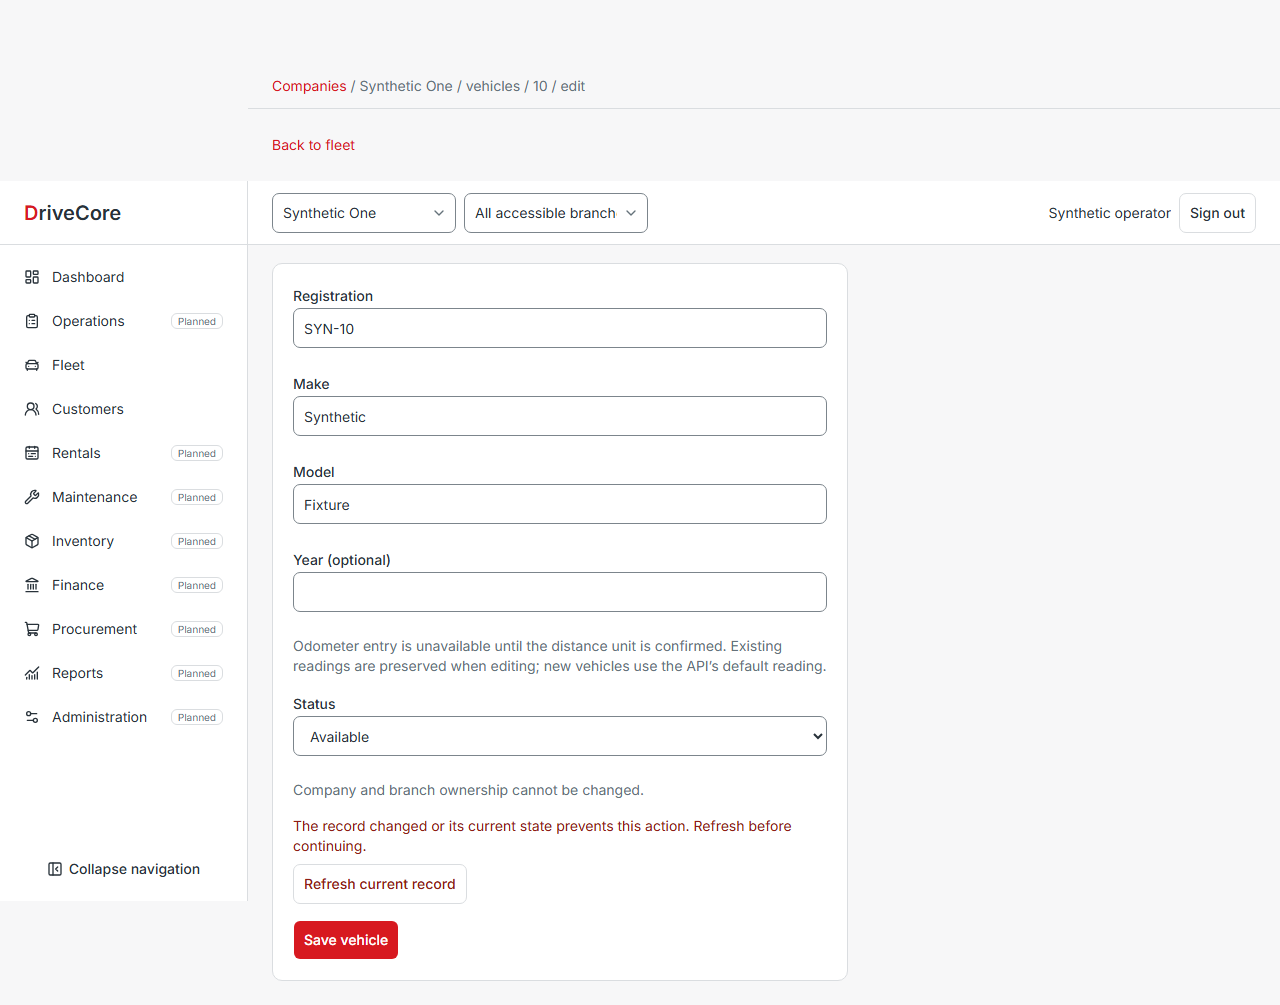 Companies / Synthetic One / vehicles / 10 / edit
Back to fleet
DriveCore
Synthetic One
All accessible branch
Synthetic operator
Sign out
Dashboard
Operations
Planned
Fleet
Customers
Rentals
Planned
Maintenance
Planned
Inventory
Planned
Finance
Planned
Procurement
Planned
Reports
Planned
Administration
Planned
Collapse navigation
Registration
SYN-10
Make
Synthetic
Model
Fixture
Year (optional)
Odometer entry is unavailable until the distance unit is confirmed. Existing
readings are preserved when editing; new vehicles use the API’s default reading.
Status
Available
Company and branch ownership cannot be changed.
The record changed or its current state prevents this action. Refresh before
continuing.
Refresh current record
Save vehicle